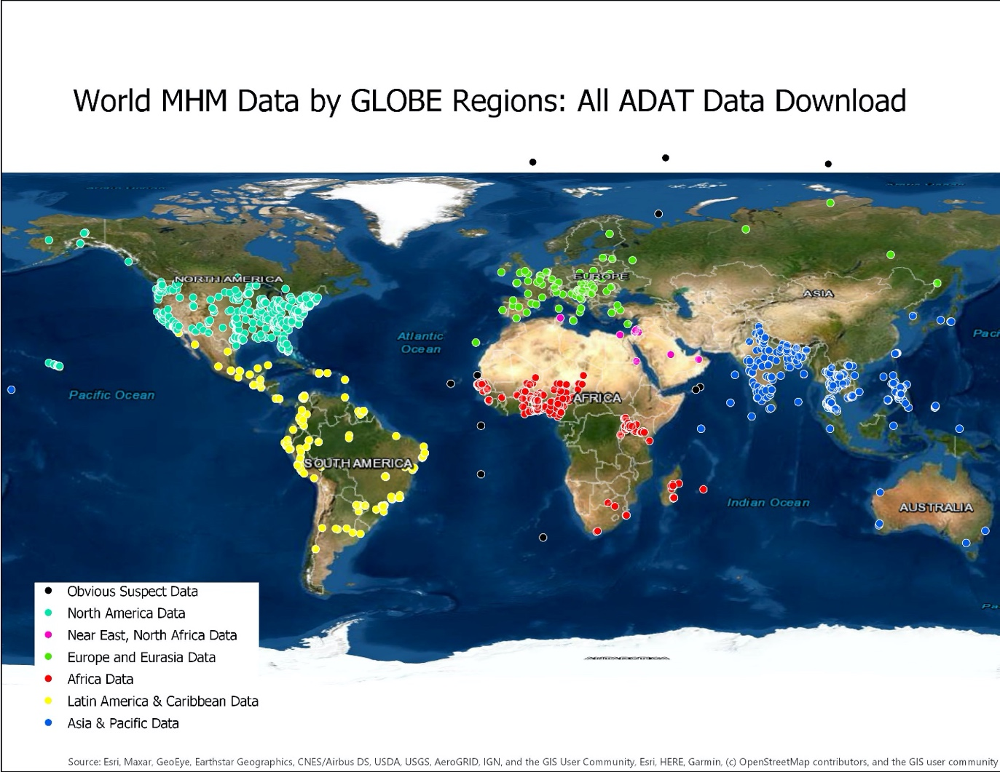 World MHM Data by GLOBE Regions: All ADAT Data Download
NORTH AMERICA
EUROPE
ASIA
Atlantic
Ocean
Paci
Pacific Ocean
AFRICA
SOUTH AMERICA
Indian Ocean
AUSTRALIA
Pa
ANTARCTICA
Obvious Suspect Data
North America Data
Near East, North Africa Data
Europe and Eurasia Data
Africa Data
Latin America & Caribbean Data
Asia & Pacific Data
Source: Esri, Maxar, GeoEye, Earthstar Geographics, CNES/Airbus DS, USDA, USGS, AeroGRID, IGN, and the GIS User Community, Esri, HERE, Garmin, (c) OpenStreetMap contributors, and the GIS user community